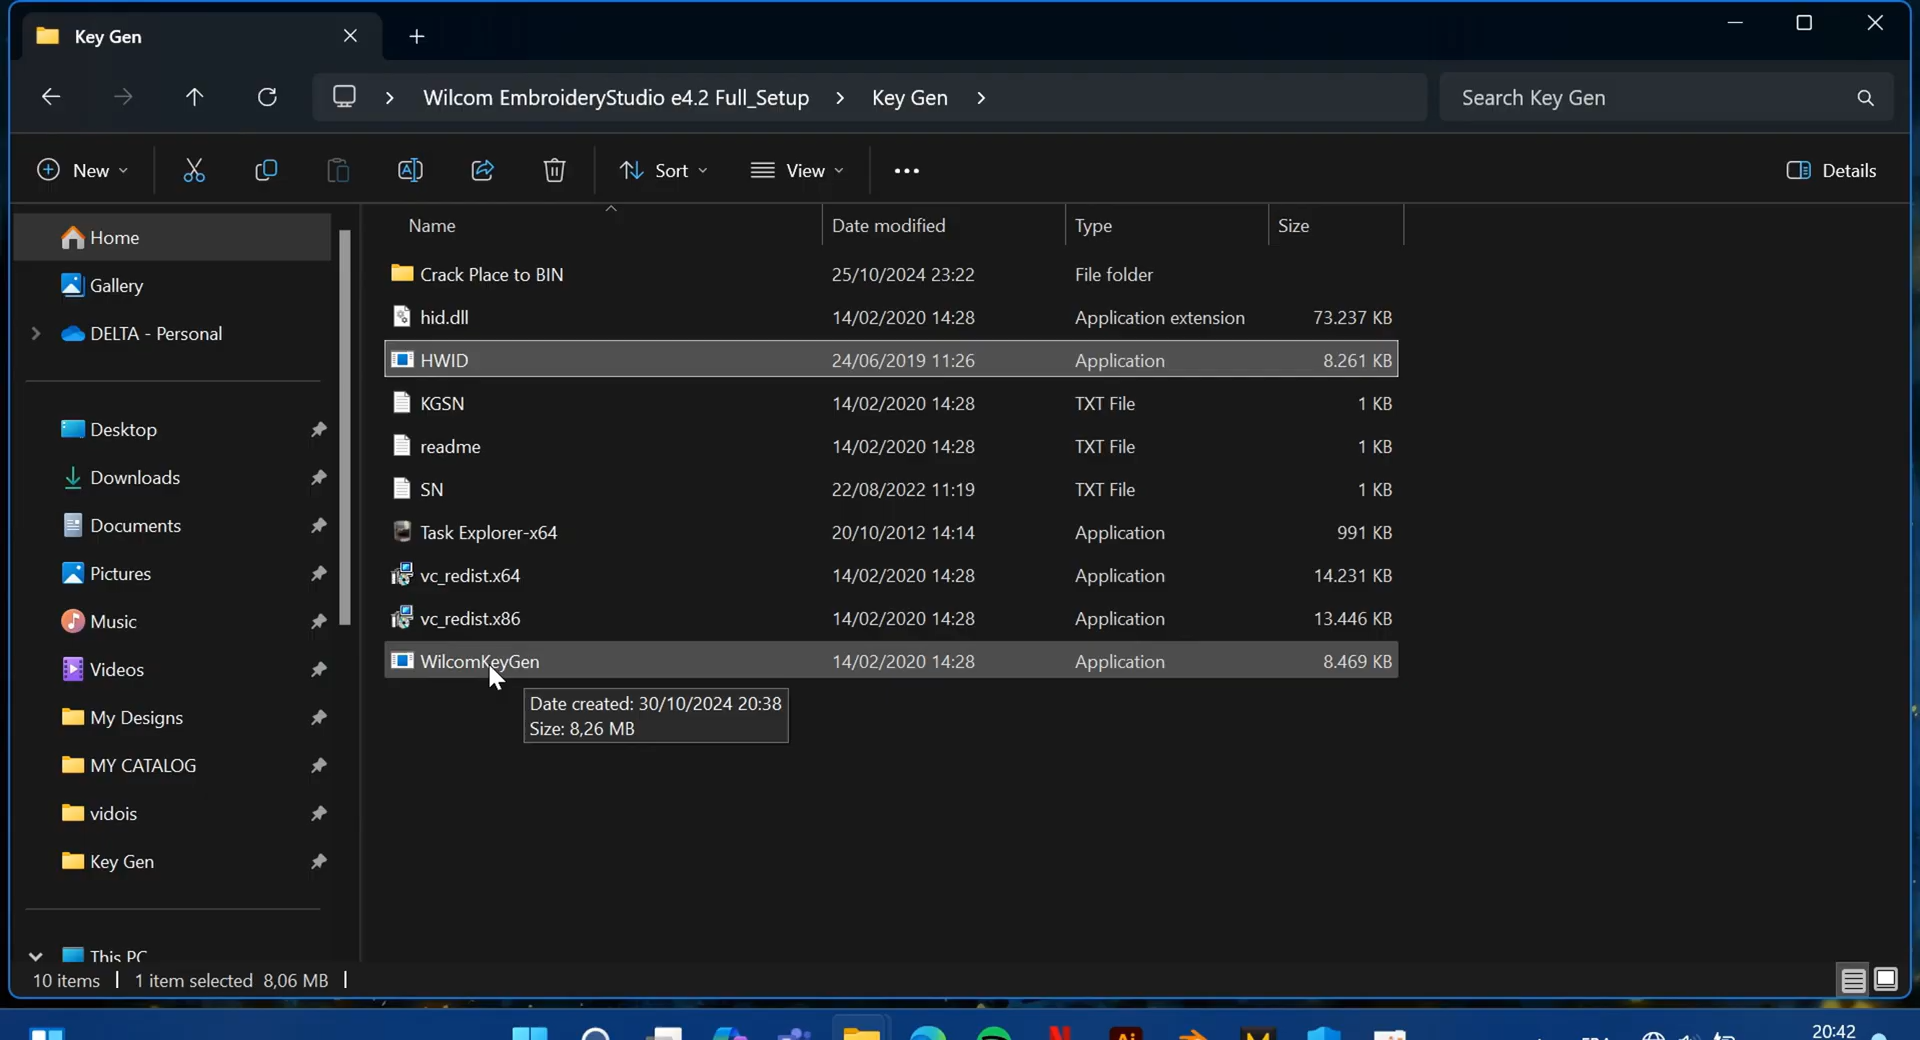 Key Gen
Wilcom EmbroideryStudio e4.2 Full_Setup > Key Gen >
Search Key Gen
New
Sort
View
Details
Name Date modified Type Size
Home
Gallery
DELTA - Personal
Desktop
Downloads
Documents
Pictures
Music
Videos
My Designs
MY CATALOG
vidois
Key Gen
This PC
Crack Place to BIN 25/10/2024 23:22 File folder
hid.dll 14/02/2020 14:28 Application extension 73.237 KB
HWID 24/06/2019 11:26 Application 8.261 KB
KGSN 14/02/2020 14:28 TXT File 1 KB
readme 14/02/2020 14:28 TXT File 1 KB
SN 22/08/2022 11:19 TXT File 1 KB
Task Explorer-x64 20/10/2012 14:14 Application 991 KB
vc_redist.x64 14/02/2020 14:28 Application 14.231 KB
vc_redist.x86 14/02/2020 14:28 Application 13.446 KB
WilcomKeyGen 14/02/2020 14:28 Application 8.469 KB
Date created: 30/10/2024 20:38
Size: 8,26 MB
10 items | 1 item selected 8,06 MB |
20:42